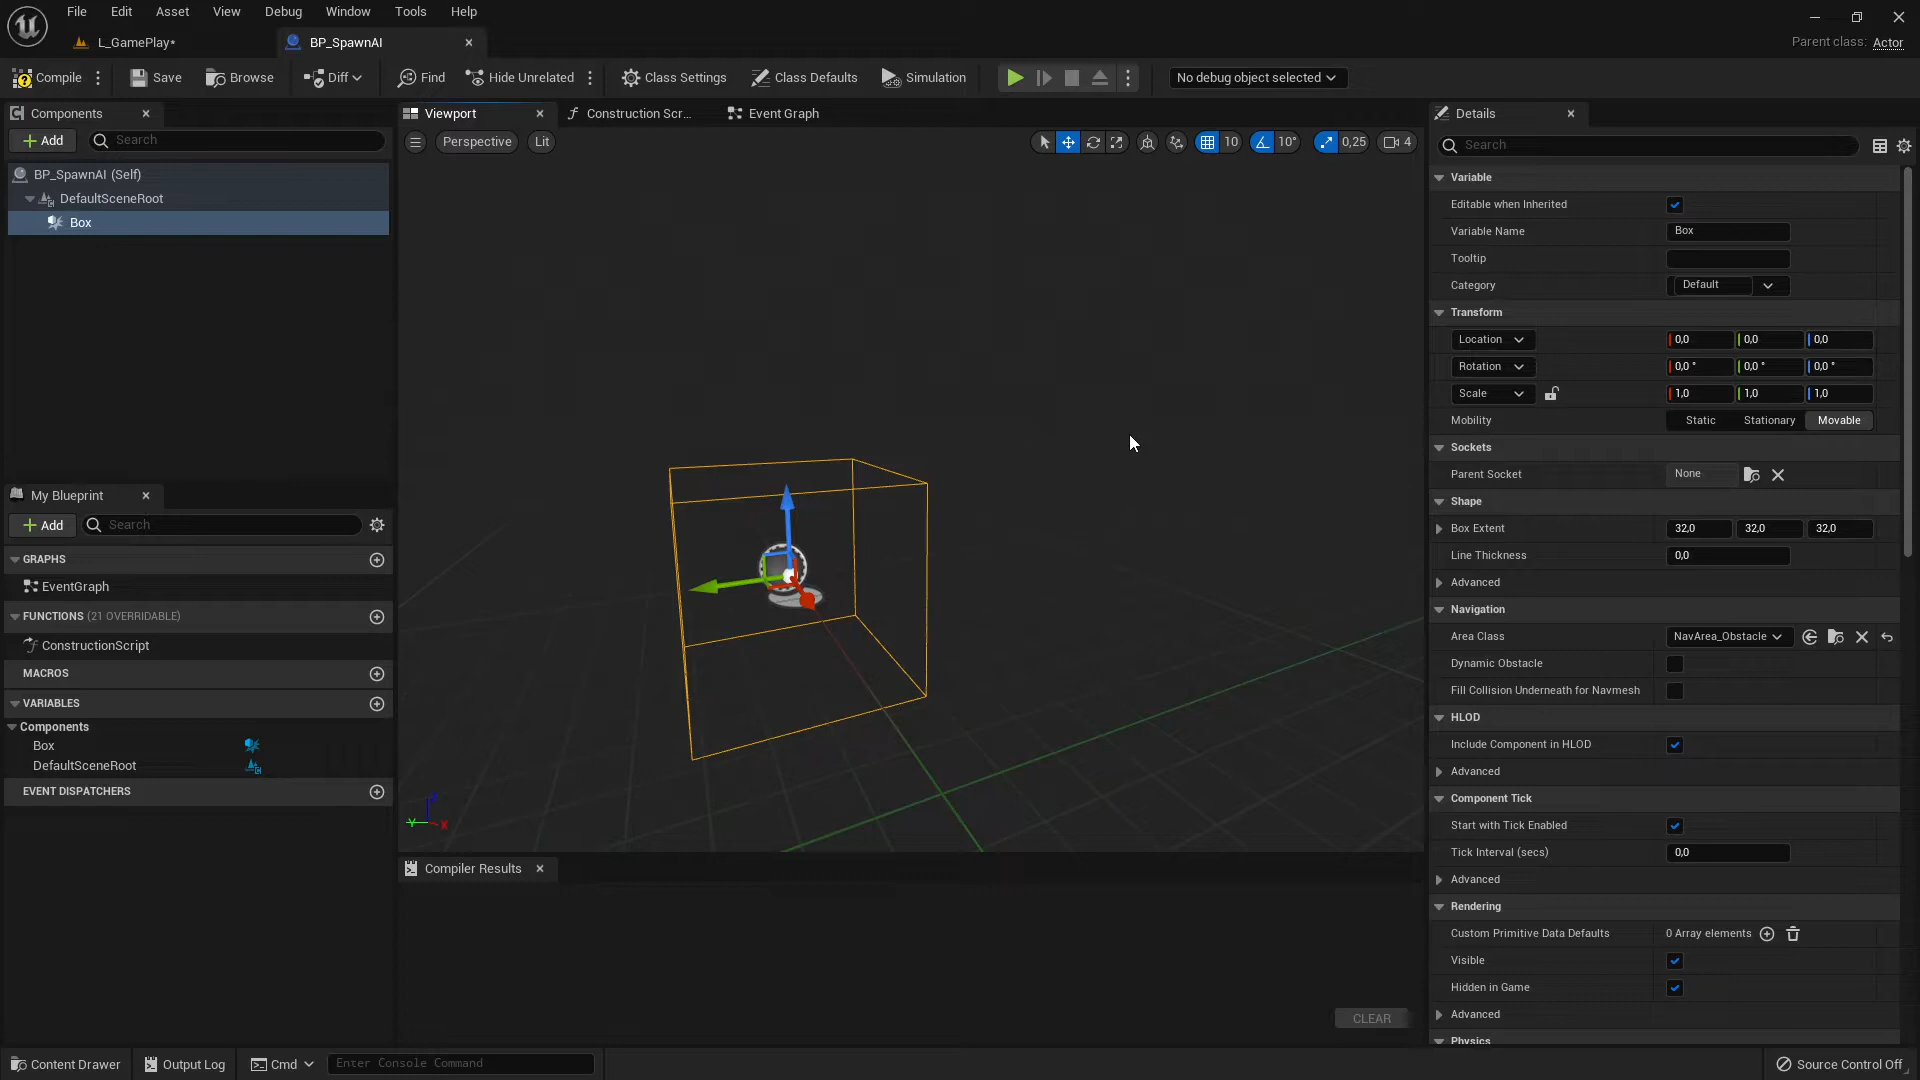 File Edit Asset View Debug Window Tools Help
L_GamePlay*
BP_SpawnAI
Parent class: Actor
Compile
Save
Browse
Diff
Find
Hide Unrelated
Class Settings
Class Defaults
Simulation
No debug object selected
Components
Add
Search
BP_SpawnAI (Self)
DefaultSceneRoot
Box
My Blueprint
Add
Search
GRAPHS
EventGraph
FUNCTIONS (21 OVERRIDABLE)
ConstructionScript
MACROS
VARIABLES
Components
Box
DefaultSceneRoot
EVENT DISPATCHERS
Viewport
Construction Scr...
Event Graph
Perspective
Lit
10
10°
0,25
4
Z
Y
X
Compiler Results
CLEAR
Details
Search
Variable
Editable when Inherited
Variable Name Box
Tooltip
Category Default
Transform
Location 0,0 0,0 0,0
Rotation 0,0 ° 0,0 ° 0,0 °
Scale 1,0 1,0 1,0
Mobility Static Stationary Movable
Sockets
Parent Socket None
Shape
Box Extent 32,0 32,0 32,0
Line Thickness 0,0
Advanced
Navigation
Area Class NavArea_Obstacle
Dynamic Obstacle
Fill Collision Underneath for Navmesh
HLOD
Include Component in HLOD
Advanced
Component Tick
Start with Tick Enabled
Tick Interval (secs) 0,0
Advanced
Rendering
Custom Primitive Data Defaults 0 Array elements
Visible
Hidden in Game
Advanced
Physics
Content Drawer
Output Log
Cmd
Enter Console Command
Source Control Off